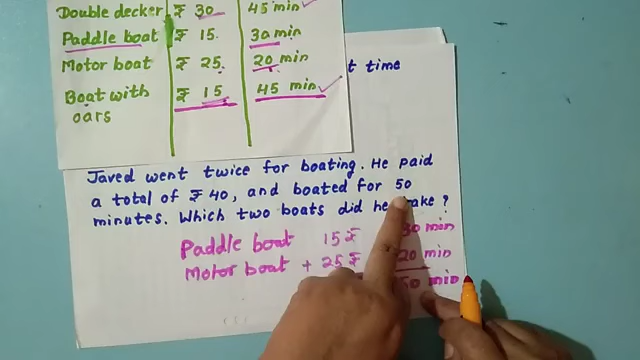 Double decker ₹ 30 45 min
Paddle boat ₹ 15 30 min
Motor boat ₹ 25 20 min
Boat with ₹ 15 45 min
oars
t time
Javed went twice for boating. He paid
a total of ₹ 40, and boated for 50
minutes. Which two boats did he take ?
Paddle boat 15 ₹ 30 min
Motor boat + 25 ₹ 20 min
50 min